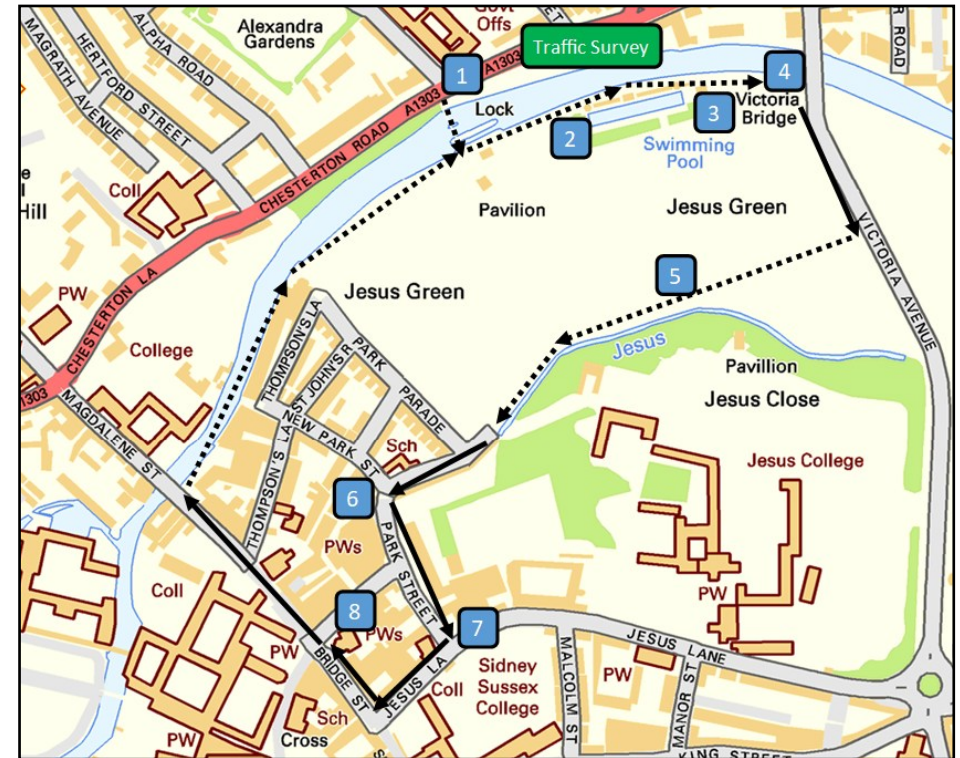 Govt
Offs
Alexandra
Gardens
MAGRATH AVENUE
HERTFORD STREET
ALPHA ROAD
A1303
A1303
Traffic Survey
1
4
R ROAD
Lock
Victoria
Bridge
2
3
Swimming
Pool
CHESTERTON ROAD
Coll
Hill
Pavilion
Jesus Green
VICTORIA AVENUE
CHESTERTON LA
PW
Jesus Green
5
College
THOMPSON'S LA
ST JOHN'S R
PARK
PARADE
Jesus
Pavillion
Jesus Close
1303
MAGDALENE ST
NEW PARK ST
Sch
Jesus College
THOMPSON'S LA
6
PWs
PARK STREET
Coll
8
PWs
7
PW
PW
BRIDGE ST
JESUS LA
Coll
Sidney
Sussex
College
MALCOLM ST
JESUS LANE
PW
MANOR ST
Sch
Cross
PW
KING STREET